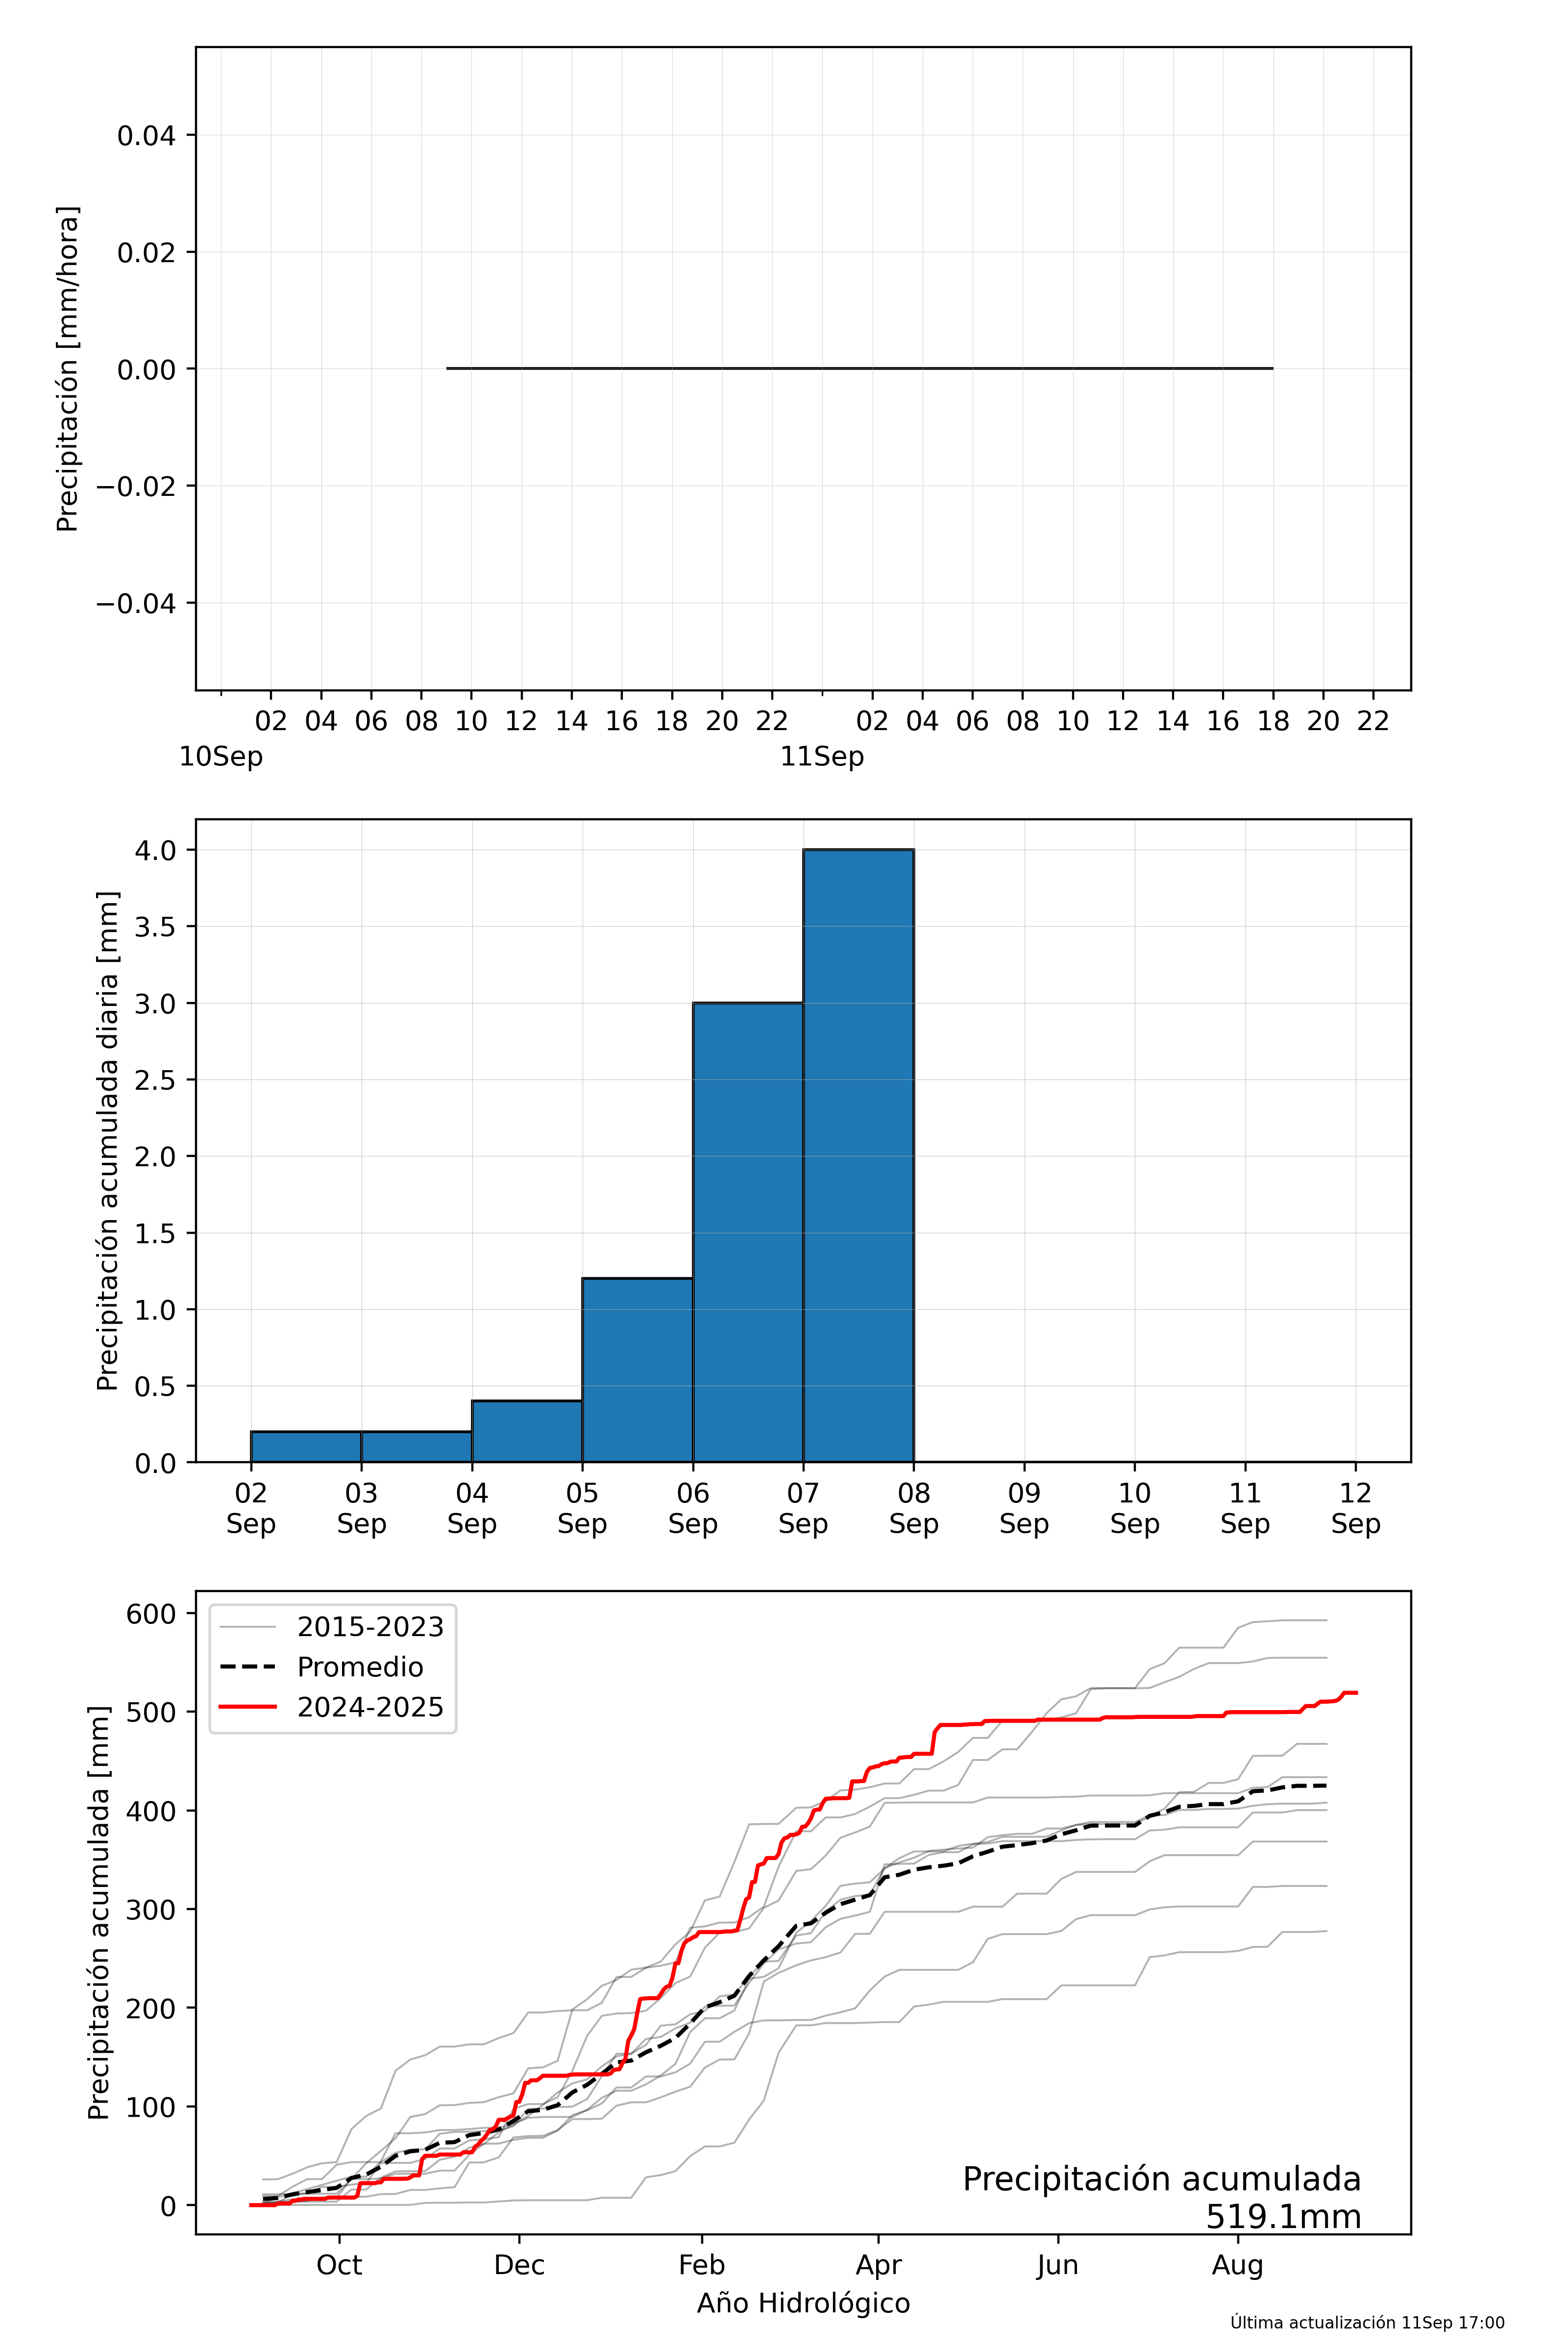 0.04
0.02
0.00
−0.02
−0.04
Precipitación [mm/hora]
02 04 06 08 10 12 14 16 18 20 22 02 04 06 08 10 12 14 16 18 20 22
10Sep 11Sep
4.0
3.5
3.0
2.5
2.0
1.5
1.0
0.5
0.0
Precipitación acumulada diaria [mm]
02 03 04 05 06 07 08 09 10 11 12
Sep Sep Sep Sep Sep Sep Sep Sep Sep Sep Sep
600
500
400
300
200
100
0
Precipitación acumulada [mm]
2015-2023
Promedio
2024-2025
Precipitación acumulada
519.1mm
Oct Dec Feb Apr Jun Aug
Año Hidrológico
Última actualización 11Sep 17:00